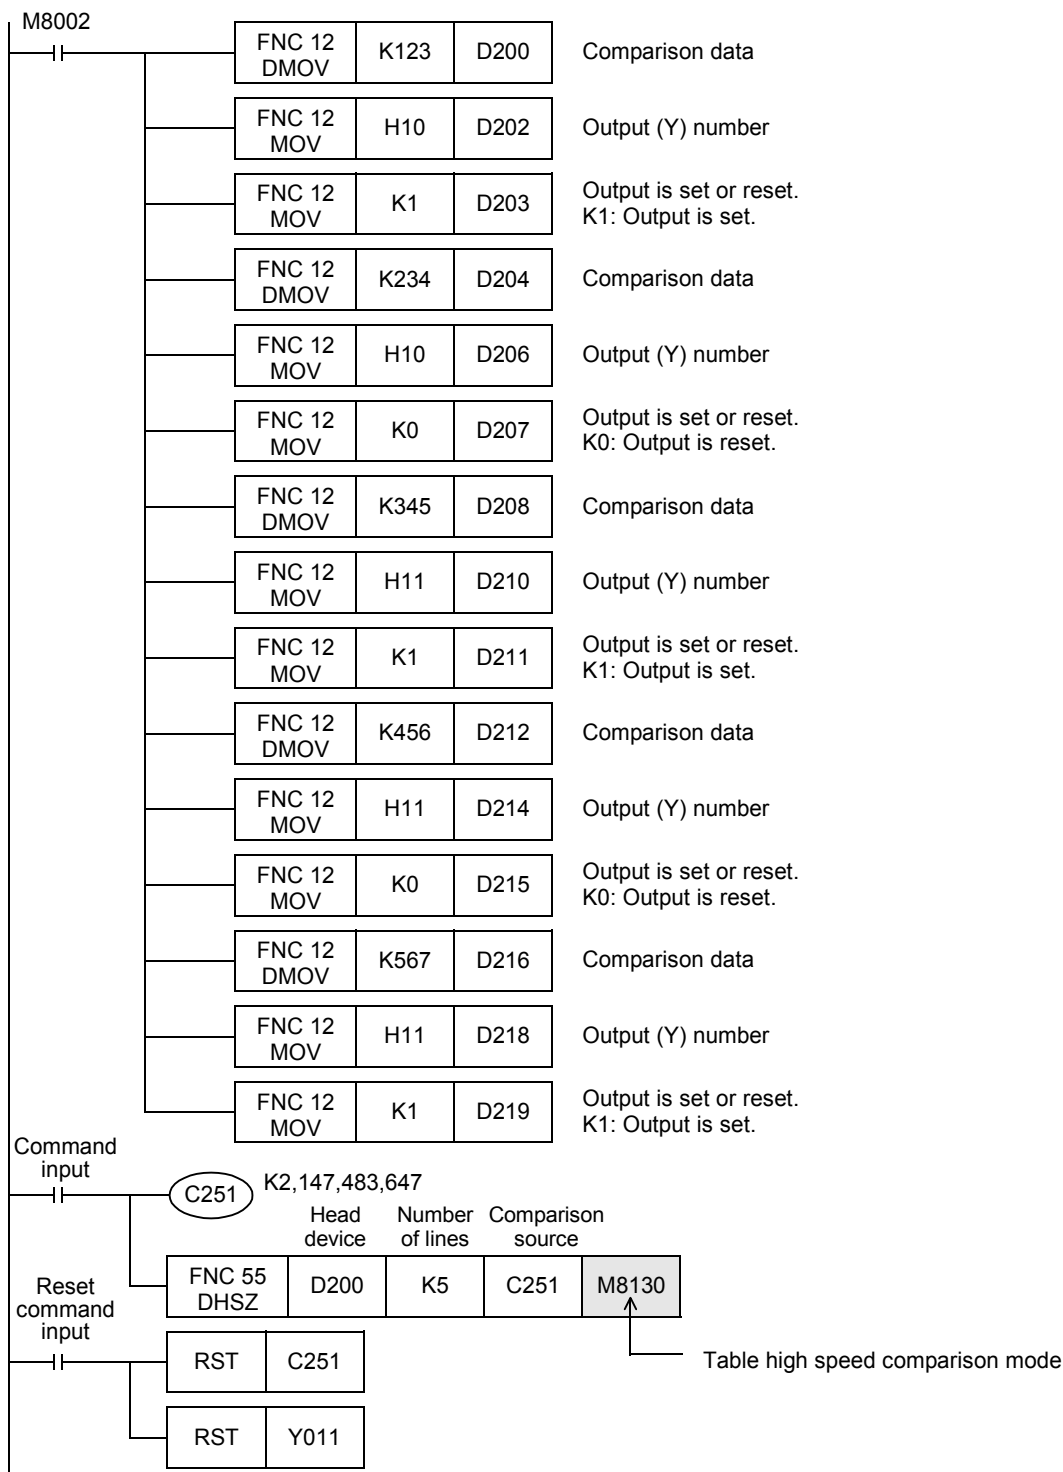 M8002
FNC 12 DMOV K123 D200 Comparison data
FNC 12 MOV H10 D202 Output (Y) number
FNC 12 MOV K1 D203 Output is set or reset.
K1: Output is set.
FNC 12 DMOV K234 D204 Comparison data
FNC 12 MOV H10 D206 Output (Y) number
FNC 12 MOV K0 D207 Output is set or reset.
K0: Output is reset.
FNC 12 DMOV K345 D208 Comparison data
FNC 12 MOV H11 D210 Output (Y) number
FNC 12 MOV K1 D211 Output is set or reset.
K1: Output is set.
FNC 12 DMOV K456 D212 Comparison data
FNC 12 MOV H11 D214 Output (Y) number
FNC 12 MOV K0 D215 Output is set or reset.
K0: Output is reset.
FNC 12 DMOV K567 D216 Comparison data
FNC 12 MOV H11 D218 Output (Y) number
FNC 12 MOV K1 D219 Output is set or reset.
K1: Output is set.
Command
input
C251 K2,147,483,647
Head device Number of lines Comparison source
FNC 55 DHSZ D200 K5 C251 M8130
Reset
command
input
RST C251
Table high speed comparison mode
RST Y011